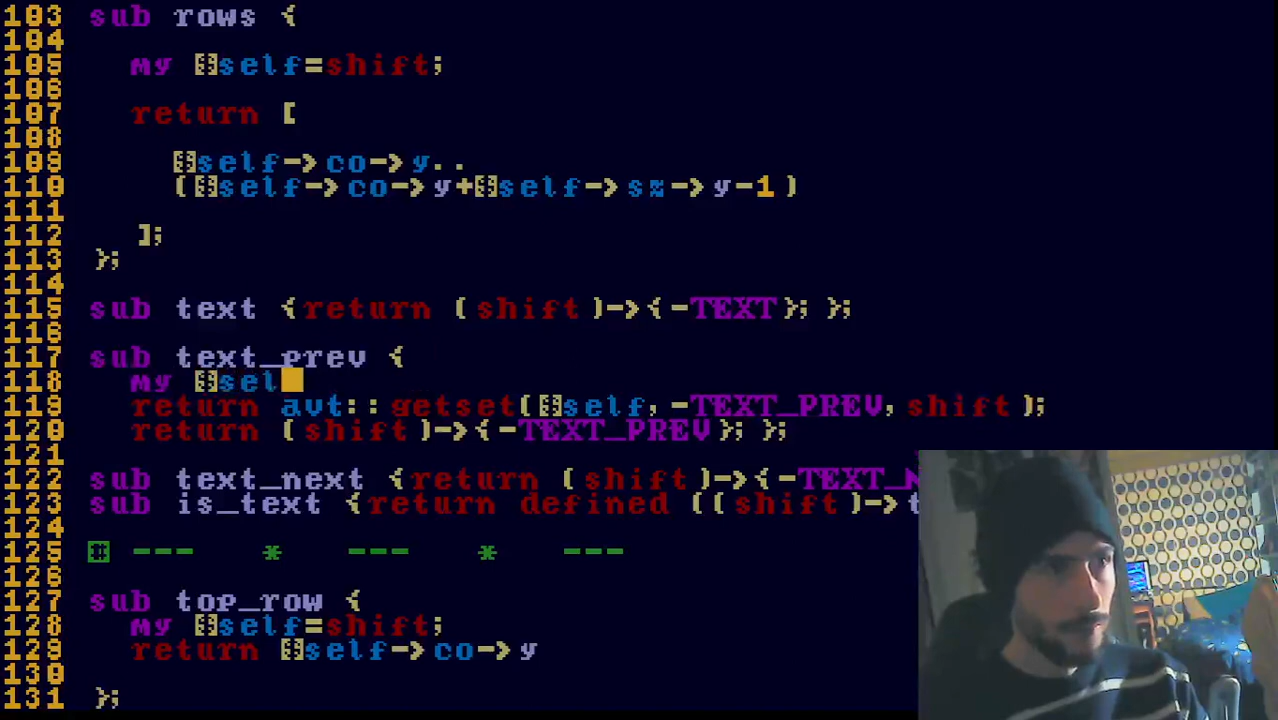 103 sub rows {
104
105 my $self=shift;
106
107 return [
108
109 $self->co->y..
110 ($self->co->y+$self->sz->y-1)
111
112 ];
113 };
114
115 sub text {return (shift)->{-TEXT}; };
116
117 sub text_prev {
118 my $sel
119 return avt::getset($self,-TEXT_PREV,shift);
120 return (shift)->{-TEXT_PREV}; };
121
122 sub text_next {return (shift)->{-TEXT_N
123 sub is_text {return defined ((shift)->t
124
125 # --- * --- * ---
126
127 sub top_row {
128 my $self=shift;
129 return $self->co->y
130
131 };